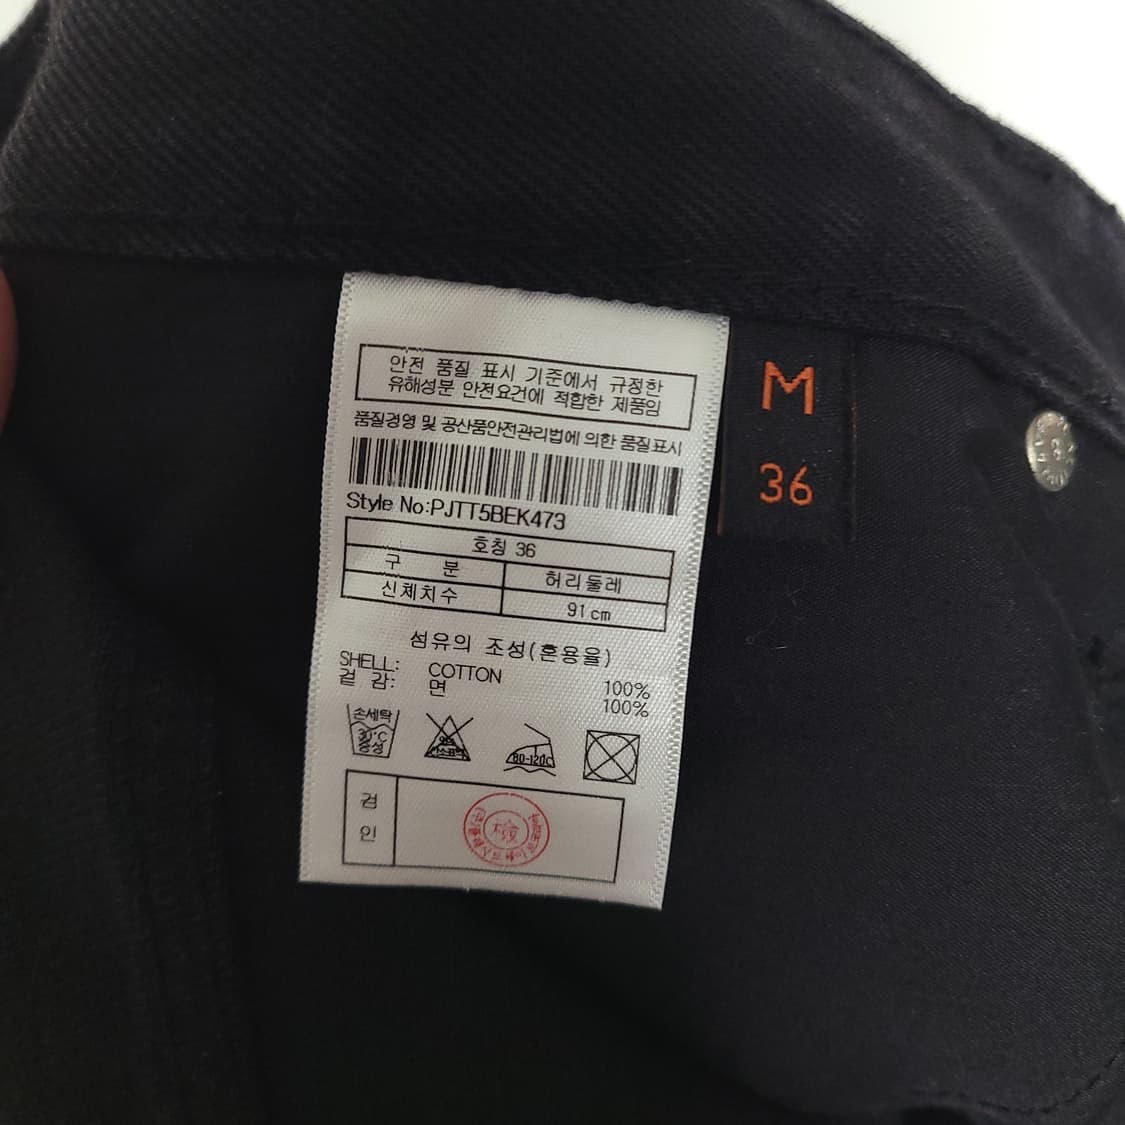 안전 품질 표시 기준에서 규정한
유해성분 안전요건에 적합한 제품임
품질경영 및 공산품안전관리법에 의한 품질표시
Style No:PJTT5BEK473
호칭 36
구 분 허리둘레
신체치수 91cm
섬유의 조성(혼용율)
SHELL: COTTON 100%
겉 감: 면 100%
손세탁
30°C
중성
80-120C
검
인
M
36